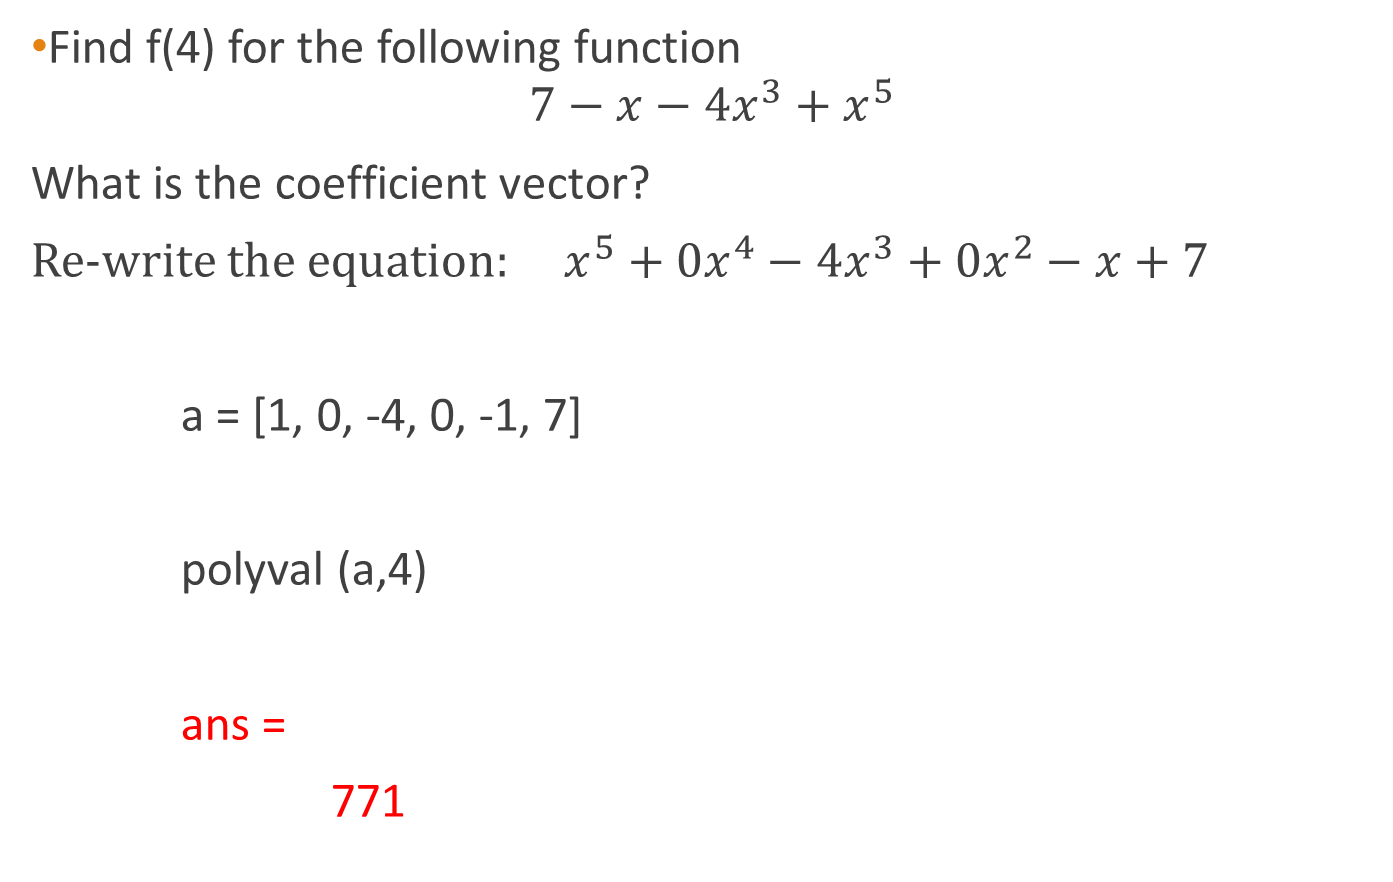 •Find f(4) for the following function
7 − x − 4x³ + x⁵
What is the coefficient vector?
Re-write the equation: x⁵ + 0x⁴ − 4x³ + 0x² − x + 7
a = [1, 0, -4, 0, -1, 7]
polyval (a,4)
ans =
771